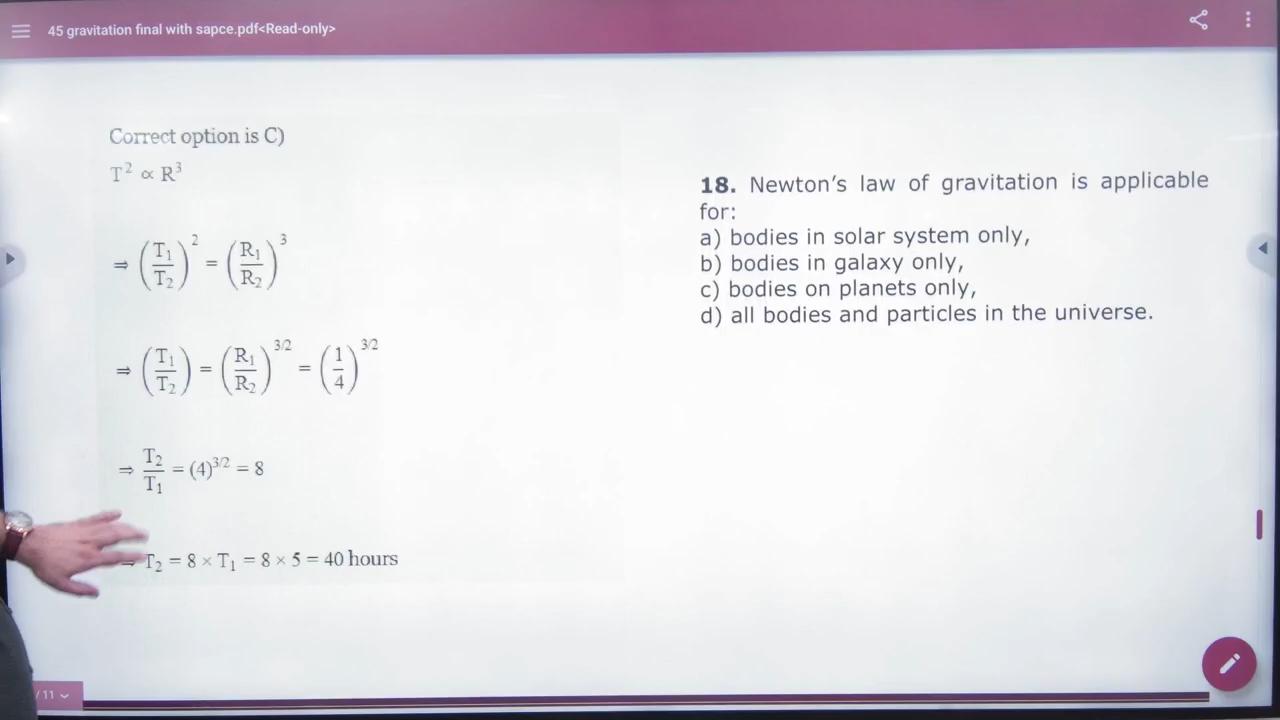 45 gravitation final with sapce.pdf<Read-only>
Correct option is C)
T² ∝ R³
⇒ (T₁/T₂)² = (R₁/R₂)³
⇒ (T₁/T₂) = (R₁/R₂)^3/2 = (1/4)^3/2
⇒ T₂/T₁ = (4)^3/2 = 8
⇒ T₂ = 8 × T₁ = 8 × 5 = 40 hours
18. Newton's law of gravitation is applicable
for:
a) bodies in solar system only,
b) bodies in galaxy only,
c) bodies on planets only,
d) all bodies and particles in the universe.
/11